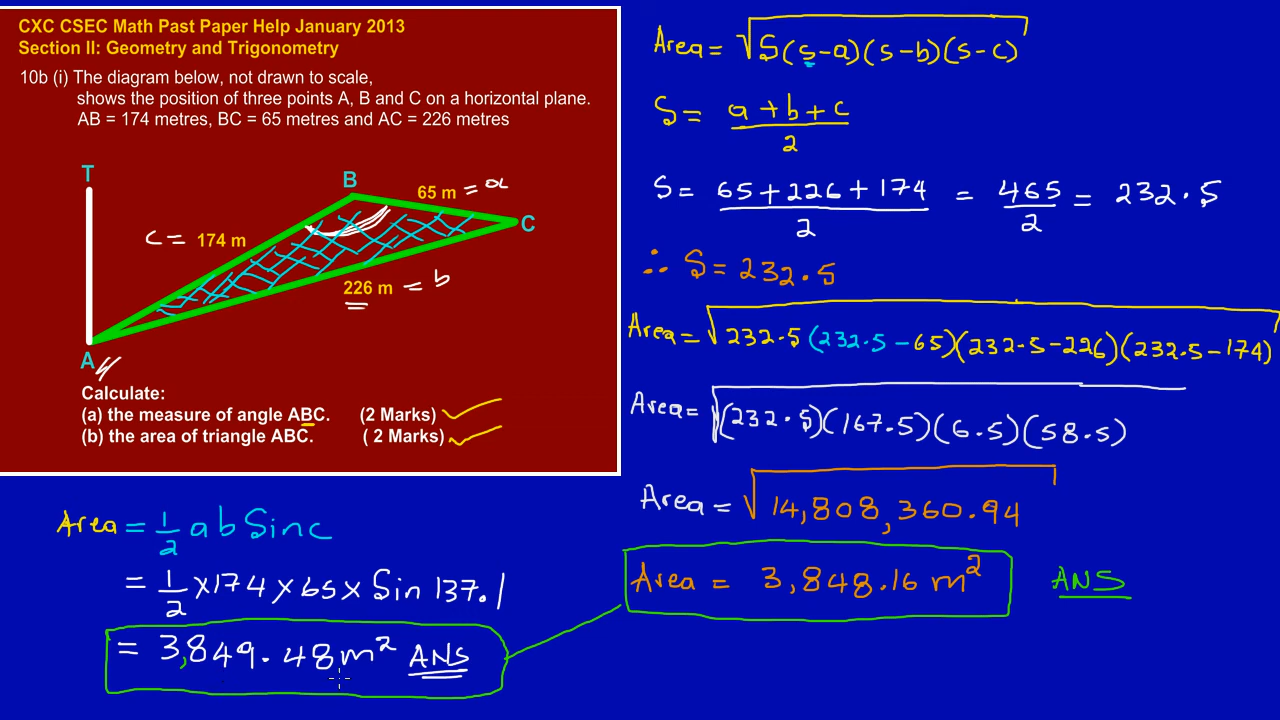 CXC CSEC Math Past Paper Help January 2013
Section II: Geometry and Trigonometry
10b (i) The diagram below, not drawn to scale,
shows the position of three points A, B and C on a horizontal plane.
AB = 174 metres, BC = 65 metres and AC = 226 metres
T
B
65 m = a
C
c = 174 m
226 m = b
A
Calculate:
(a) the measure of angle ABC. (2 Marks)
(b) the area of triangle ABC. ( 2 Marks)
Area = 1/2 a b Sin c
= 1/2 × 174 × 65 × Sin 137.1
= 3,849.48 m² ANS
Area = √S(s-a)(s-b)(s-c)
S = a + b + c / 2
S = 65 + 226 + 174 / 2 = 465 / 2 = 232.5
∴ S = 232.5
Area = √232.5 (232.5 - 65)(232.5 - 226)(232.5 - 174)
Area = √(232.5)(167.5)(6.5)(58.5)
Area = √14,808,360.94
Area = 3,848.16 m² ANS